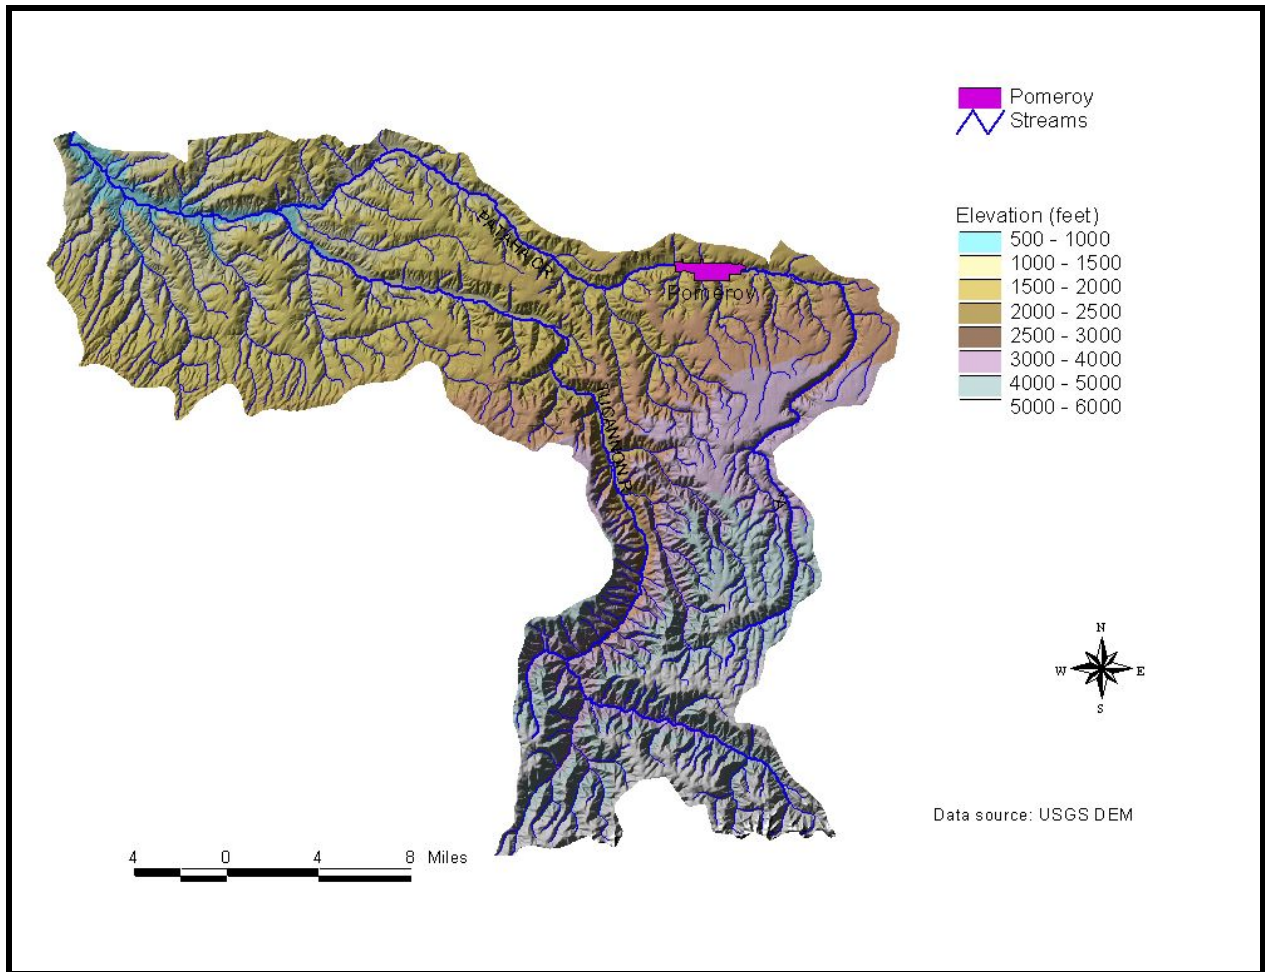 Pomeroy
Streams
Elevation (feet)
500 - 1000
1000 - 1500
1500 - 2000
2000 - 2500
2500 - 3000
3000 - 4000
4000 - 5000
5000 - 6000
Pomeroy
N
W
E
S
Data source: USGS DEM
4 0 4 8 Miles